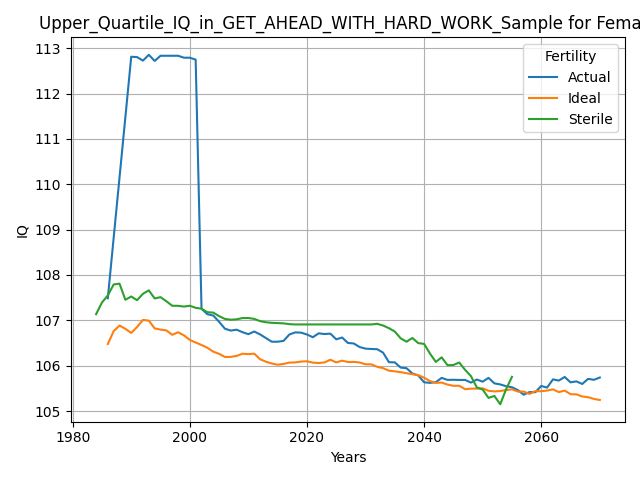 Upper_Quartile_IQ_in_GET_AHEAD_WITH_HARD_WORK_Sample for Fema
113
112
111
110
109
108
107
106
105
IQ
Fertility
Actual
Ideal
Sterile
1980
2000
2020
2040
2060
Years